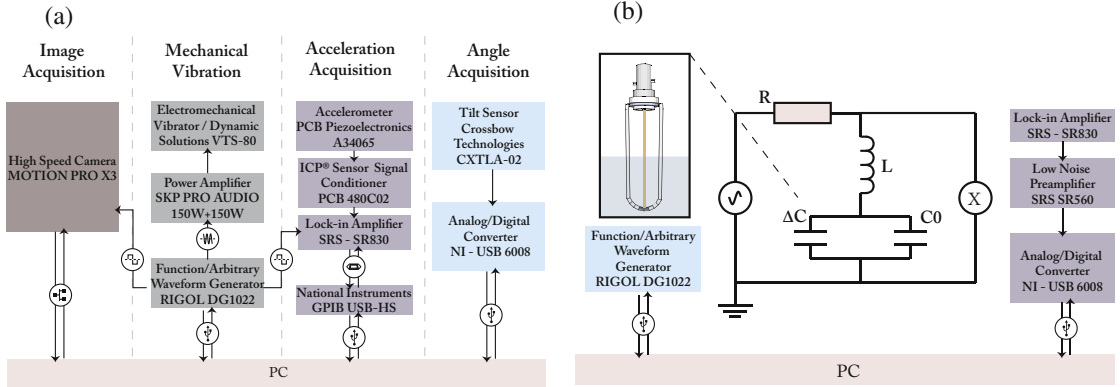 (a)
Image
Acquisition
Mechanical
Vibration
Acceleration
Acquisition
Angle
Acquisition
High Speed Camera
MOTION PRO X3
Electromechanical
Vibrator / Dynamic
Solutions VTS-80
Power Amplifier
SKP PRO AUDIO
150W+150W
Function/Arbitrary
Waveform Generator
RIGOL DG1022
Accelerometer
PCB Piezoelectronics
A34065
ICP® Sensor Signal
Conditioner
PCB 480C02
Lock-in Amplifier
SRS - SR830
National Instruments
GPIB USB-HS
Tilt Sensor
Crossbow
Technologies
CXTLA-02
Analog/Digital
Converter
NI - USB 6008
PC
(b)
Function/Arbitrary
Waveform
Generator
RIGOL DG1022
R
L
ΔC
C0
X
Lock-in Amplifier
SRS - SR830
Low Noise
Preamplifier
SRS SR560
Analog/Digital
Converter
NI - USB 6008
PC